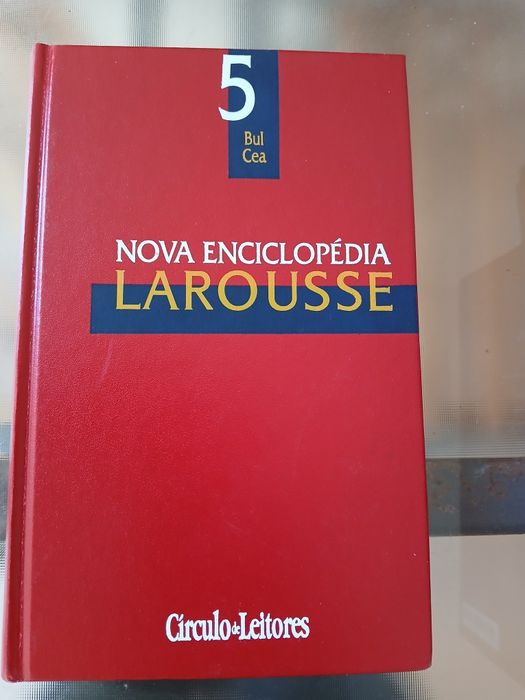 5
Bul
Cea
NOVA ENCICLOPÉDIA
LAROUSSE
Círculo de Leitores